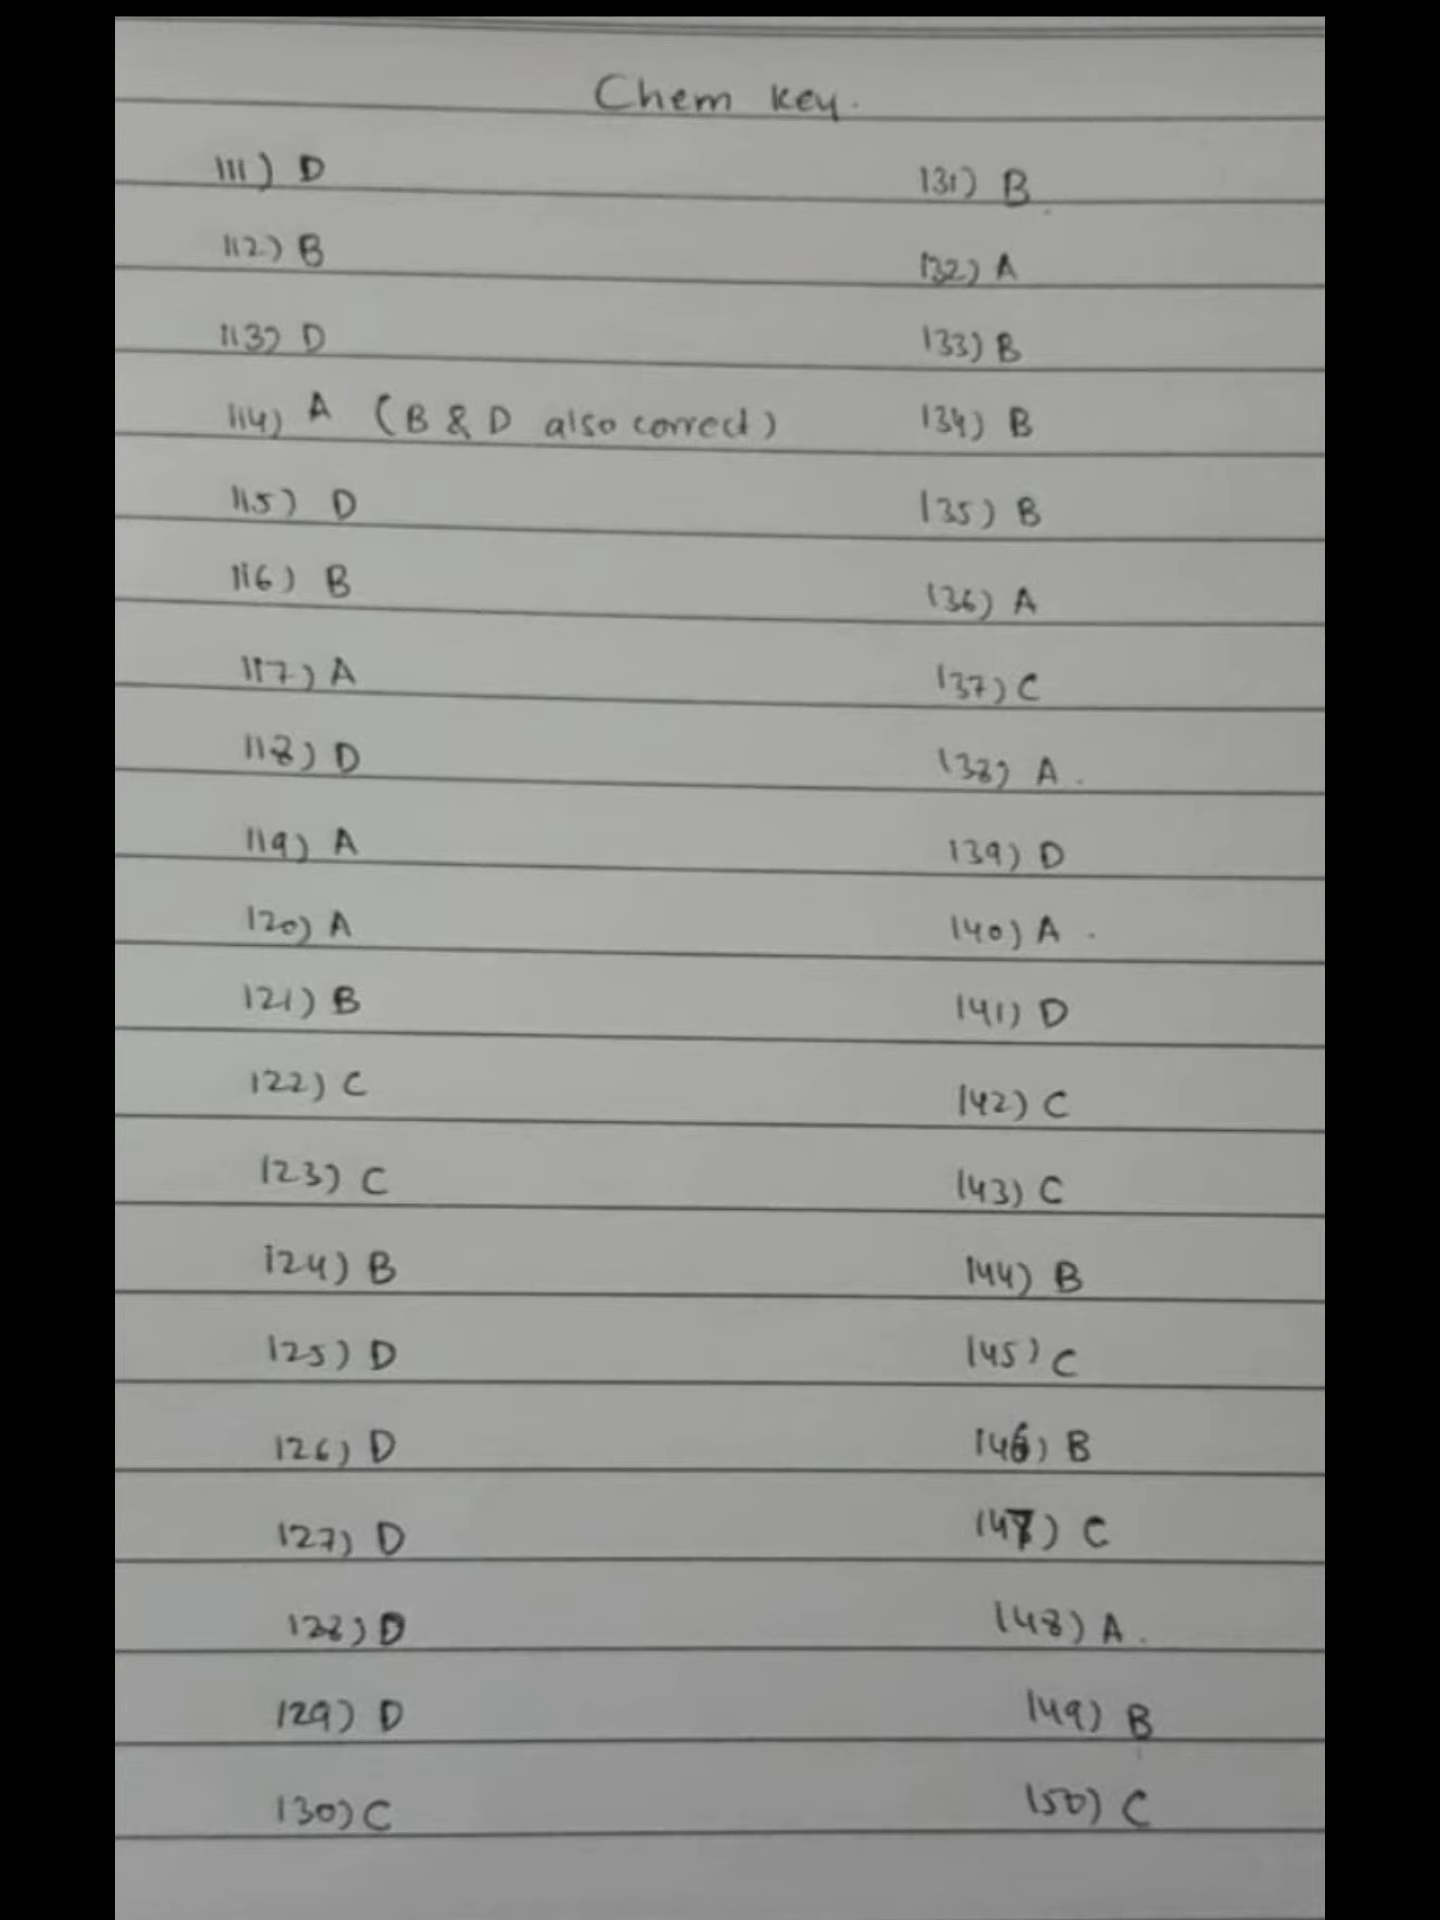 Chem key.
111) D
112) B
113) D
114) A (B & D also correct)
115) D
116) B
117) A
118) D
119) A
120) A
121) B
122) C
123) C
124) B
125) D
126) D
127) D
128) D
129) D
130) C
131) B
132) A
133) B
134) B
135) B
136) A
137) C
138) A.
139) D
140) A.
141) D
142) C
143) C
144) B
145) C
146) B
147) C
148) A.
149) B
150) C